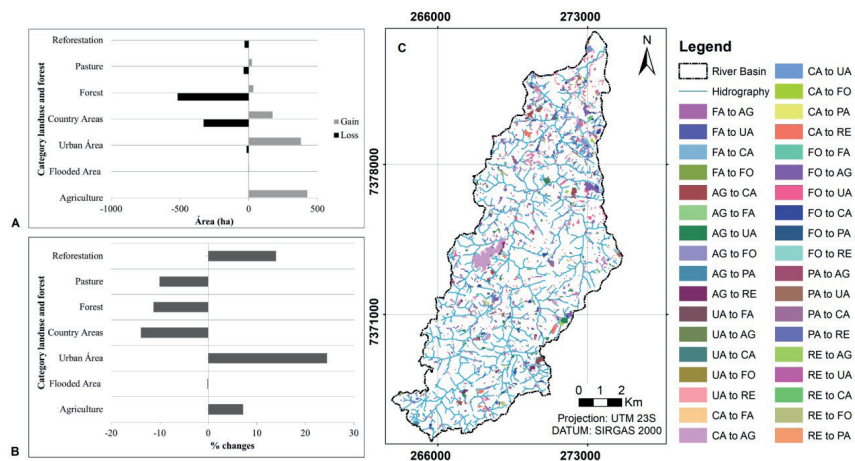 Category landuse and forest
Reforestation
Pasture
Forest
Country Areas
Urban Área
Flooded Area
Agriculture
Gain
Loss
-1000
-500
0
500
Área (ha)
A
Category landuse and forest
Reforestation
Pasture
Forest
Country Areas
Urban Área
Flooded Area
Agriculture
-20
-10
0
10
20
30
% changes
B
266000
273000
C
N
7378000
7371000
0 1 2
Km
Projection: UTM 23S
DATUM: SIRGAS 2000
266000
273000
Legend
River Basin
Hidrography
FA to AG
FA to UA
FA to CA
FA to FO
AG to CA
AG to FA
AG to UA
AG to FO
AG to PA
AG to RE
UA to FA
UA to AG
UA to CA
UA to FO
UA to RE
CA to FA
CA to AG
CA to UA
CA to FO
CA to PA
CA to RE
FO to FA
FO to AG
FO to UA
FO to CA
FO to PA
FO to RE
PA to AG
PA to UA
PA to CA
PA to RE
RE to AG
RE to UA
RE to CA
RE to FO
RE to PA